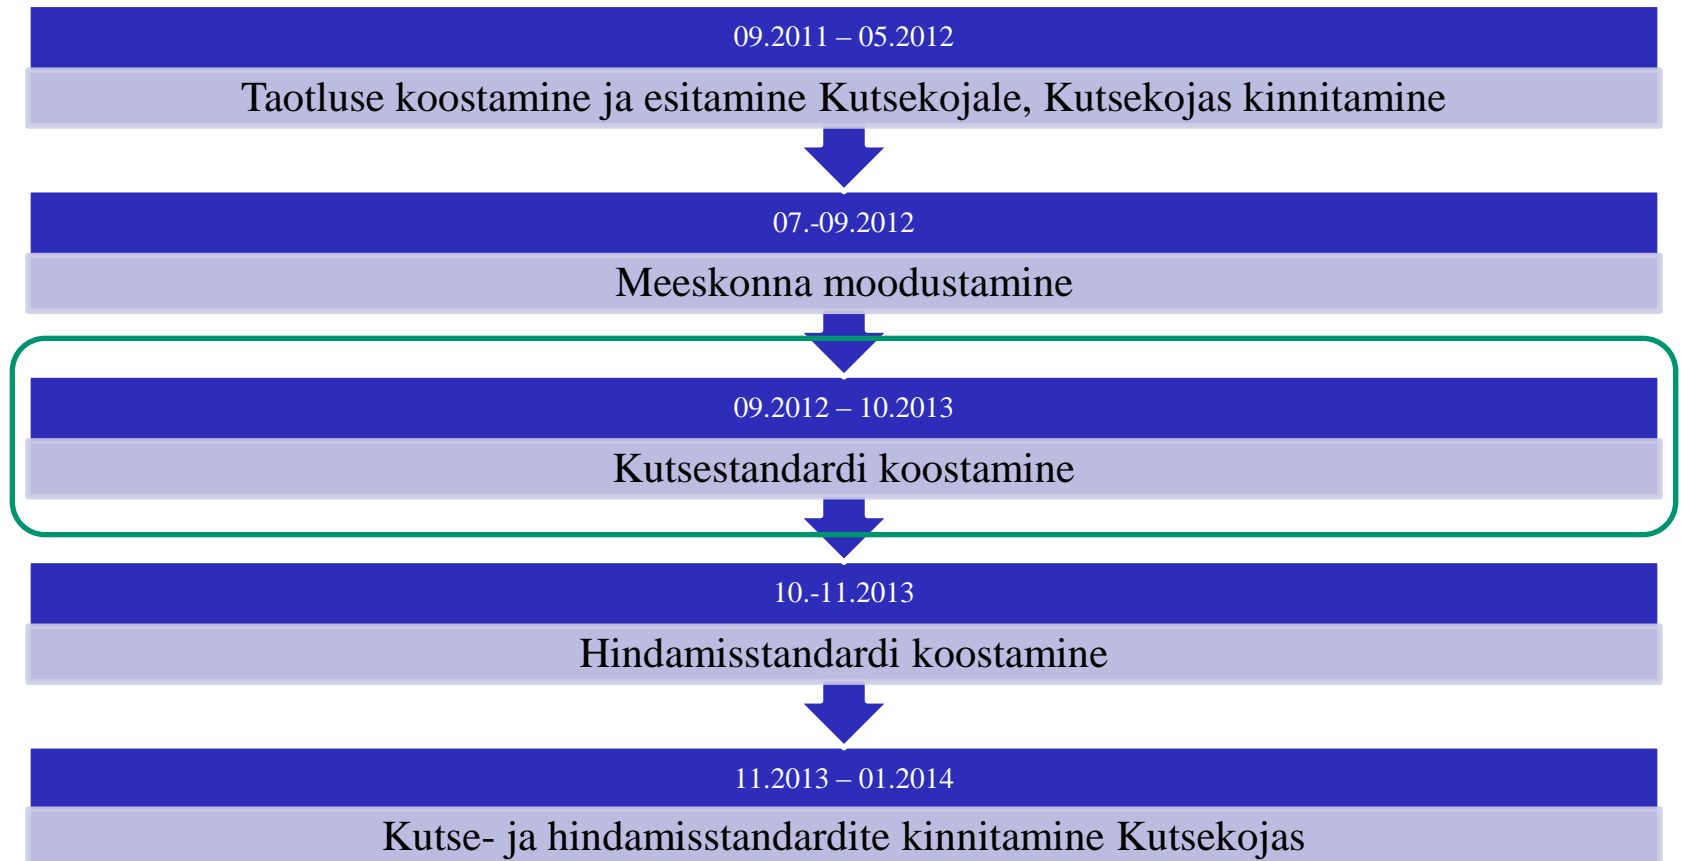 09.2011 – 05.2012
Taotluse koostamine ja esitamine Kutsekojale, Kutsekojas kinnitamine
07.-09.2012
Meeskonna moodustamine
09.2012 – 10.2013
Kutsestandardi koostamine
10.-11.2013
Hindamisstandardi koostamine
11.2013 – 01.2014
Kutse- ja hindamisstandardite kinnitamine Kutsekojas